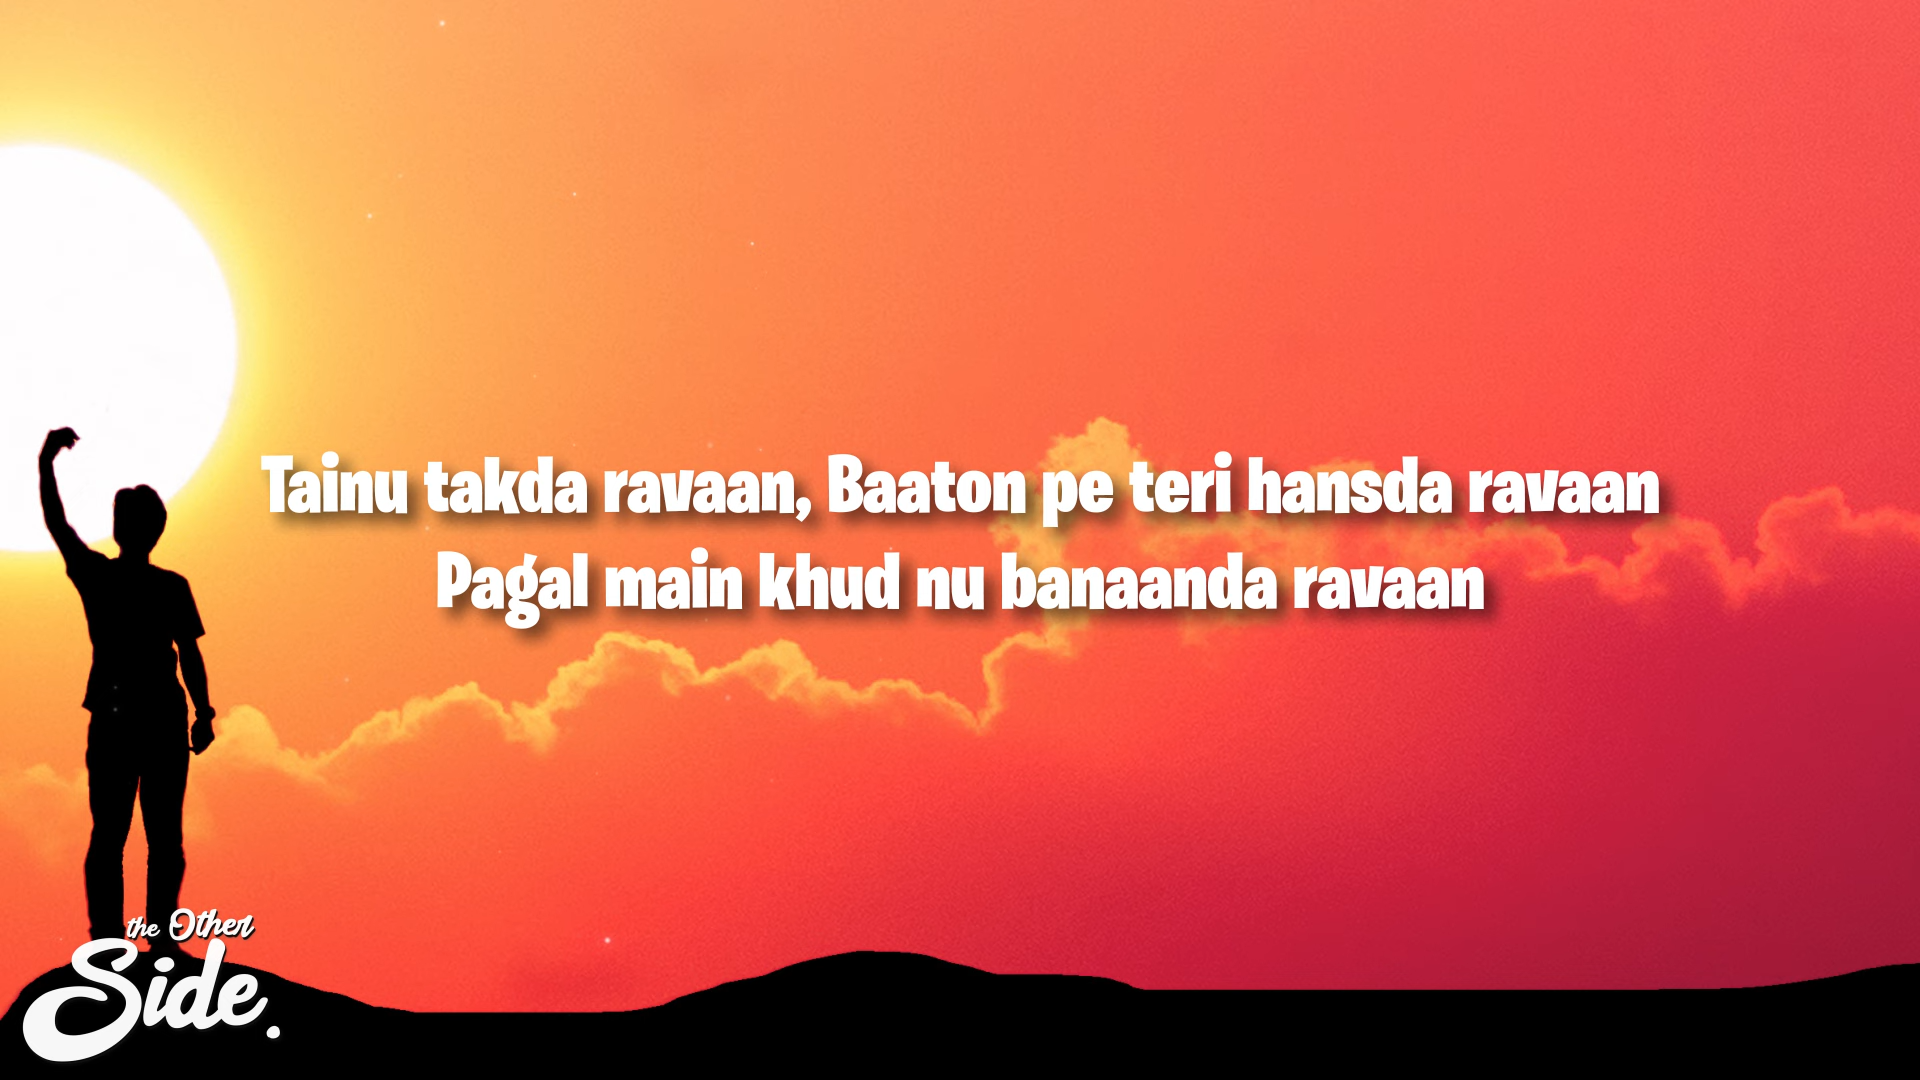 Tainu takda ravaan, Baaton pe teri hansda ravaan
Pagal main khud nu banaanda ravaan
the Other
Side.